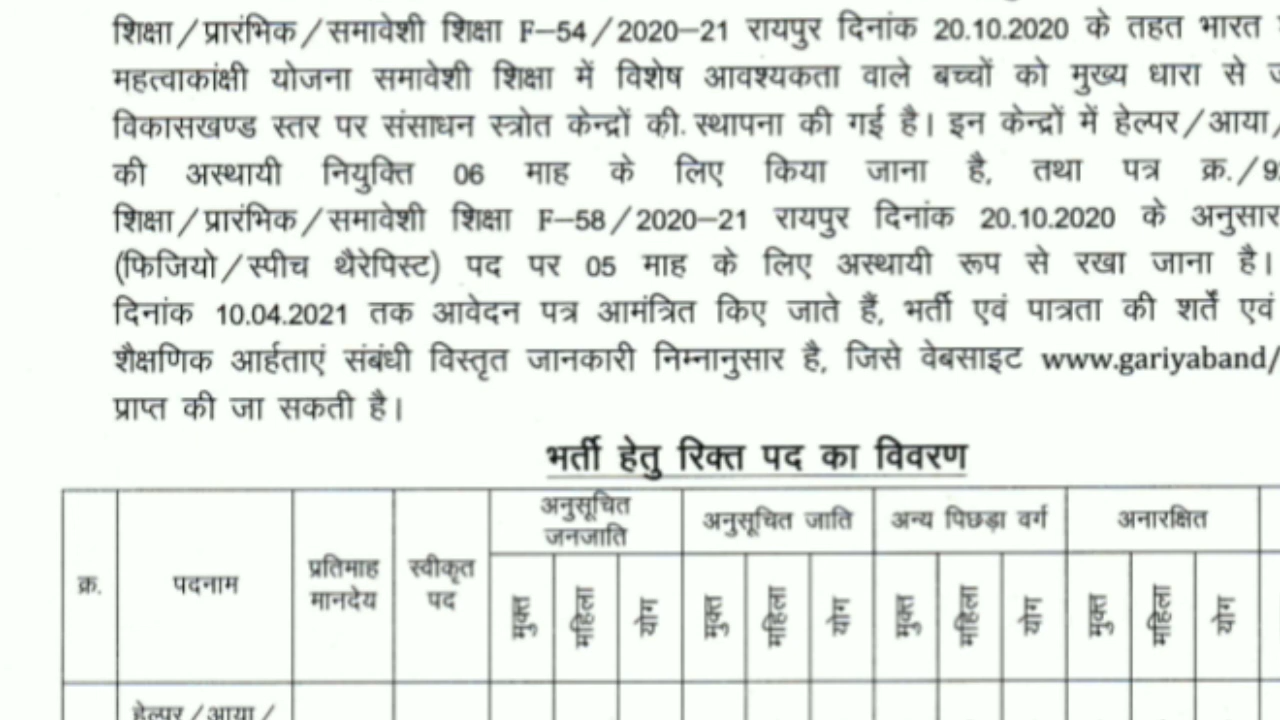 शिक्षा/प्रारंभिक/समावेशी शिक्षा F-54/2020-21 रायपुर दिनांक 20.10.2020 के तहत भारत
महत्वाकांक्षी योजना समावेशी शिक्षा में विशेष आवश्यकता वाले बच्चों को मुख्य धारा से
विकासखण्ड स्तर पर संसाधन स्त्रोत केन्द्रों की स्थापना की गई है। इन केन्द्रों में हेल्पर/आया/
की अस्थायी नियुक्ति 06 माह के लिए किया जाना है, तथा पत्र क्र./9
शिक्षा/प्रारंभिक/समावेशी शिक्षा F-58/2020-21 रायपुर दिनांक 20.10.2020 के अनुसार
(फिजियो/स्पीच थैरेपिस्ट) पद पर 05 माह के लिए अस्थायी रूप से रखा जाना है।
दिनांक 10.04.2021 तक आवेदन पत्र आमंत्रित किए जाते हैं, भर्ती एवं पात्रता की शर्तें एवं
शैक्षणिक आर्हताएं संबंधी विस्तृत जानकारी निम्नानुसार है, जिसे वेबसाइट www.gariyaband/
प्राप्त की जा सकती है।
भर्ती हेतु रिक्त पद का विवरण
क्र. पदनाम प्रतिमाह मानदेय स्वीकृत पद अनुसूचित जनजाति अनुसूचित जाति अन्य पिछड़ा वर्ग अनारक्षित
मुक्त महिला योग मुक्त महिला योग मुक्त महिला योग मुक्त महिला योग
हेल्पर/आया/